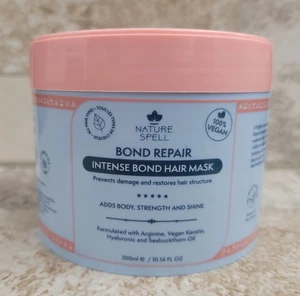 NATURE
SPELL
100%
VEGAN
BOND REPAIR
INTENSE BOND HAIR MASK
Prevents damage and restores hair structure
ADDS BODY, STRENGTH AND SHINE
Formulated with Arginine, Vegan Keratin,
Hyaluronic and Seabuckthorn Oil
300ml e / 10.14 FL OZ